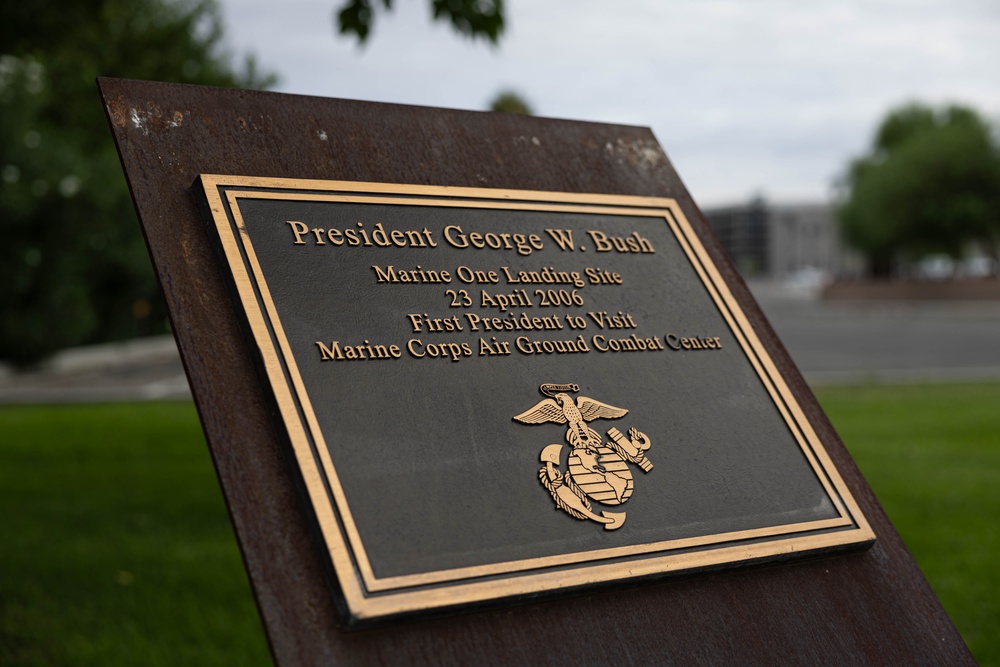 President George W. Bush
Marine One Landing Site
23 April 2006
First President to Visit
Marine Corps Air Ground Combat Center